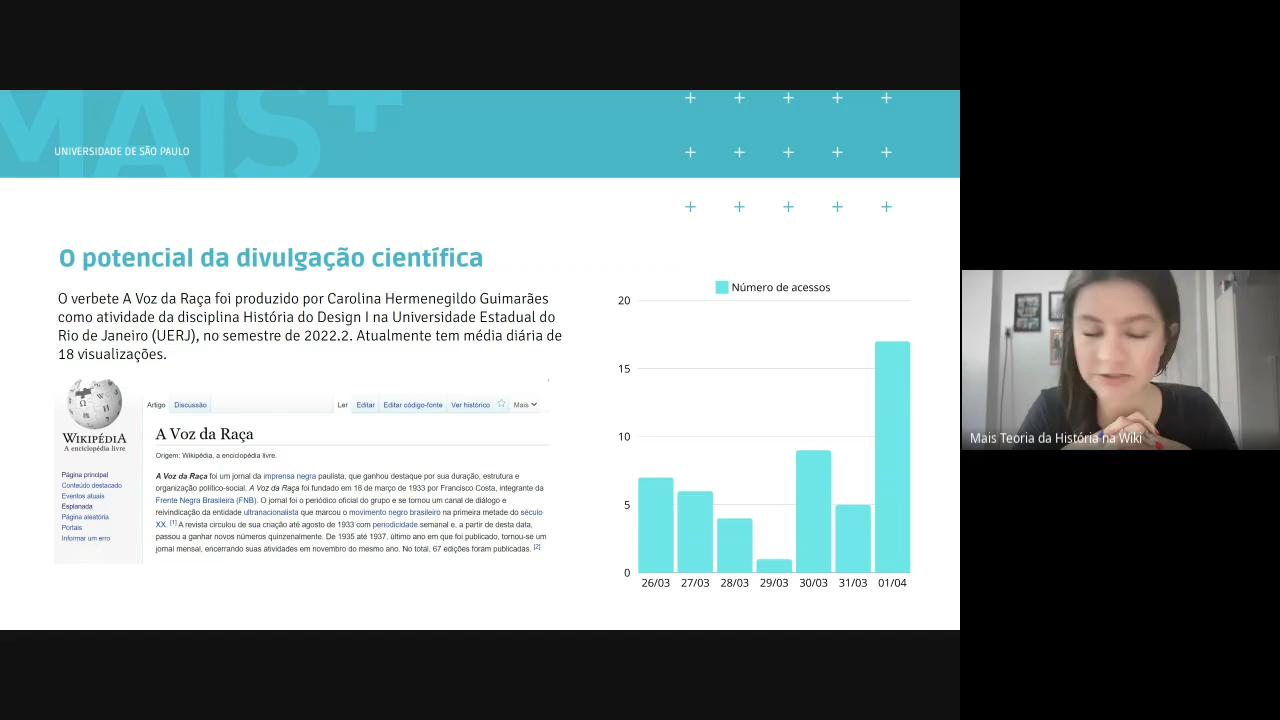 MAIS+
UNIVERSIDADE DE SÃO PAULO
O potencial da divulgação científica
O verbete A Voz da Raça foi produzido por Carolina Hermenegildo Guimarães
como atividade da disciplina História do Design I na Universidade Estadual do
Rio de Janeiro (UERJ), no semestre de 2022.2. Atualmente tem média diária de
18 visualizações.
WIKIPÉDIA
A enciclopédia livre
Página principal
Conteúdo destacado
Eventos atuais
Esplanada
Página aleatória
Portais
Informar um erro
Artigo Discussão Ler Editar Editar código-fonte Ver histórico Mais
A Voz da Raça
Origem: Wikipédia, a enciclopédia livre.
A Voz da Raça foi um jornal da imprensa negra paulista, que ganhou destaque por sua duração, estrutura e
organização político-social. A Voz da Raça foi fundado em 18 de março de 1933 por Francisco Costa, integrante da
Frente Negra Brasileira (FNB). O jornal foi o periódico oficial do grupo e se tornou um canal de diálogo e
reivindicação da entidade ultranacionalista que marcou o movimento negro brasileiro na primeira metade do século
XX. [1] A revista circulou de sua criação até agosto de 1933 com periodicidade semanal e, a partir de desta data,
passou a ganhar novos números quinzenalmente. De 1935 até 1937, último ano em que foi publicado, tornou-se um
jornal mensal, encerrando suas atividades em novembro do mesmo ano. No total, 67 edições foram publicadas. [2]
Número de acessos
20
15
10
5
0
26/03 27/03 28/03 29/03 30/03 31/03 01/04
Mais Teoria da História na Wiki